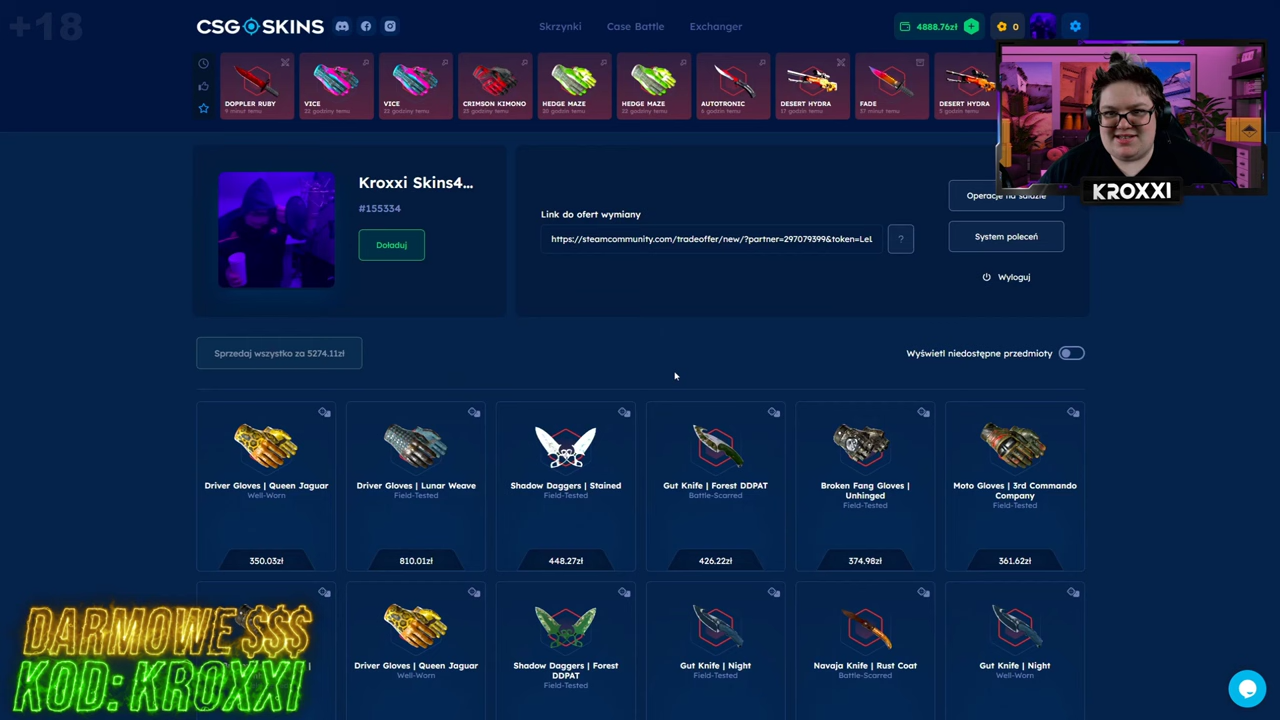 +18
CSG SKINS
Skrzynki
Case Battle
Exchanger
4888.76zł
0
DOPPLER RUBY
VICE
VICE
CRIMSON KIMONO
HEDGE MAZE
HEDGE MAZE
AUTOTRONIC
DESERT HYDRA
FADE
DESERT HYDRA
KROXXI
Kroxxi Skins4...
#155334
Doładuj
Link do ofert wymiany
https://steamcommunity.com/tradeoffer/new/?partner=297079399&token=LeL
?
Operacje na saldzie
System poleceń
Wyloguj
Sprzedaj wszystko za 5274.11zł
Wyświetl niedostępne przedmioty
Driver Gloves | Queen Jaguar
Well-Worn
350.03zł
Driver Gloves | Lunar Weave
Field-Tested
810.01zł
Shadow Daggers | Stained
Field-Tested
448.27zł
Gut Knife | Forest DDPAT
Battle-Scarred
426.22zł
Broken Fang Gloves |
Unhinged
Field-Tested
374.98zł
Moto Gloves | 3rd Commando
Company
Field-Tested
361.62zł
Driver Gloves | Queen Jaguar
Well-Worn
Shadow Daggers | Forest
DDPAT
Field-Tested
Gut Knife | Night
Field-Tested
Navaja Knife | Rust Coat
Battle-Scarred
Gut Knife | Night
Well-Worn
DARMOWE $$$
KOD: KROXXI